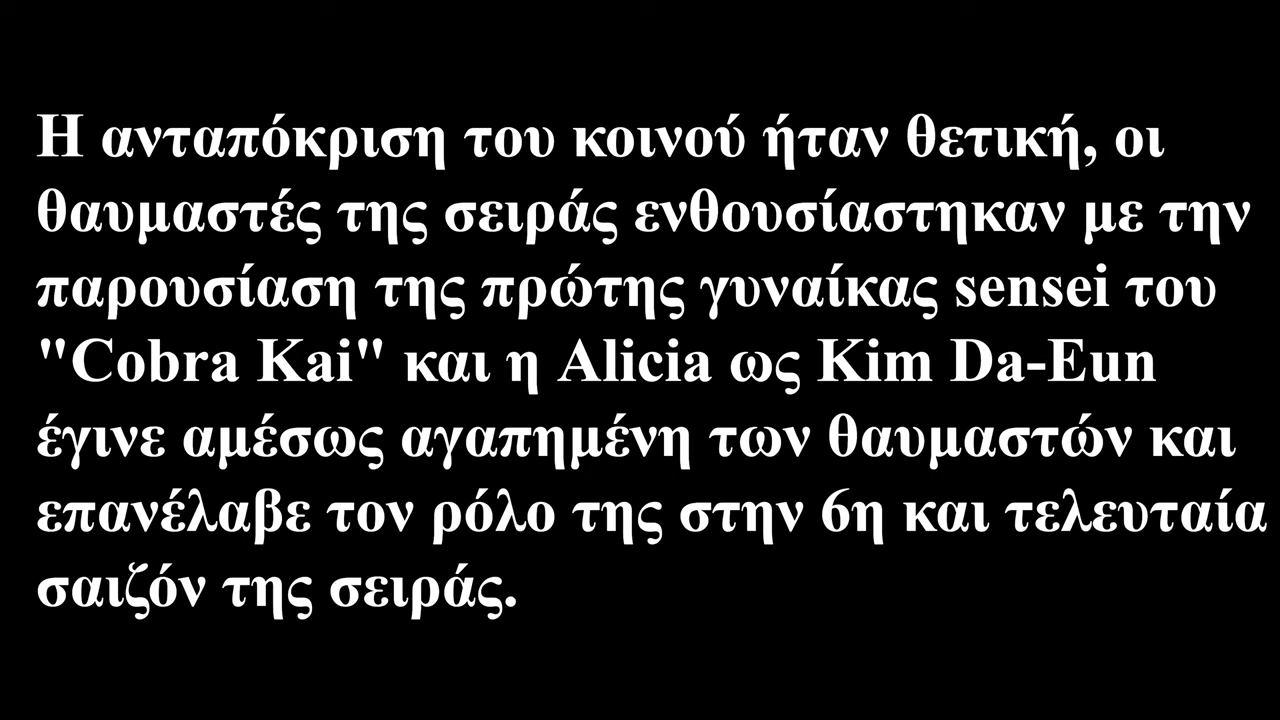 Η ανταπόκριση του κοινού ήταν θετική, οι
θαυμαστές της σειράς ενθουσίαστηκαν με την
παρουσίαση της πρώτης γυναίκας sensei του
"Cobra Kai" και η Alicia ως Kim Da-Eun
έγινε αμέσως αγαπημένη των θαυμαστών και
επανέλαβε τον ρόλο της στην 6η και τελευταία
σαιζόν της σειράς.